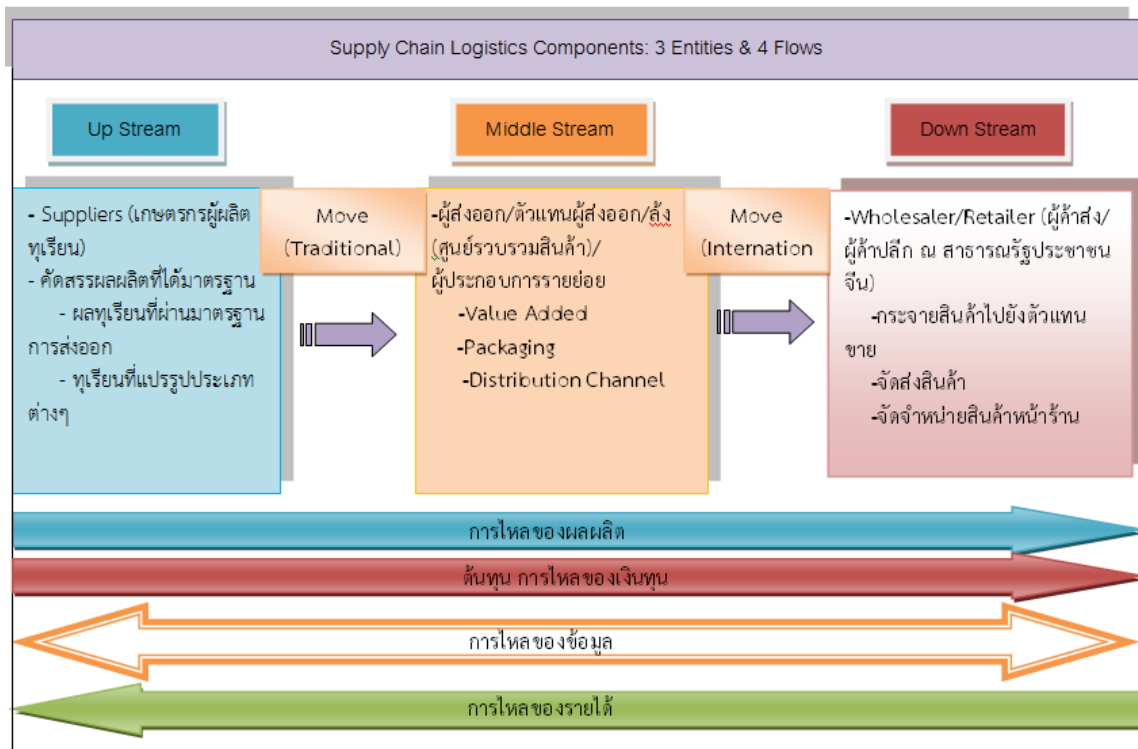 Supply Chain Logistics Components: 3 Entities & 4 Flows
Up Stream
Middle Stream
Down Stream
- Suppliers (เกษตรกรผู้ผลิต
ทุเรียน)
- คัดสรรผลผลิตที่ได้มาตรฐาน
- ผลทุเรียนที่ผ่านมาตรฐาน
การส่งออก
- ทุเรียนที่แปรรูปประเภท
ต่างๆ
Move
(Traditional)
-ผู้ส่งออก/ตัวแทนผู้ส่งออก/ล้ง
(ศูนย์รวบรวมสินค้า)/
ผู้ประกอบการรายย่อย
-Value Added
-Packaging
-Distribution Channel
Move
(Internation
-Wholesaler/Retailer (ผู้ค้าส่ง/
ผู้ค้าปลีก ณ สาธารณรัฐประชาชน
จีน)
-กระจายสินค้าไปยังตัวแทน
ขาย
-จัดส่งสินค้า
-จัดจำหน่ายสินค้าหน้าร้าน
การไหลของผลผลิต
ต้นทุน การไหลของเงินทุน
การไหลของข้อมูล
การไหลของรายได้